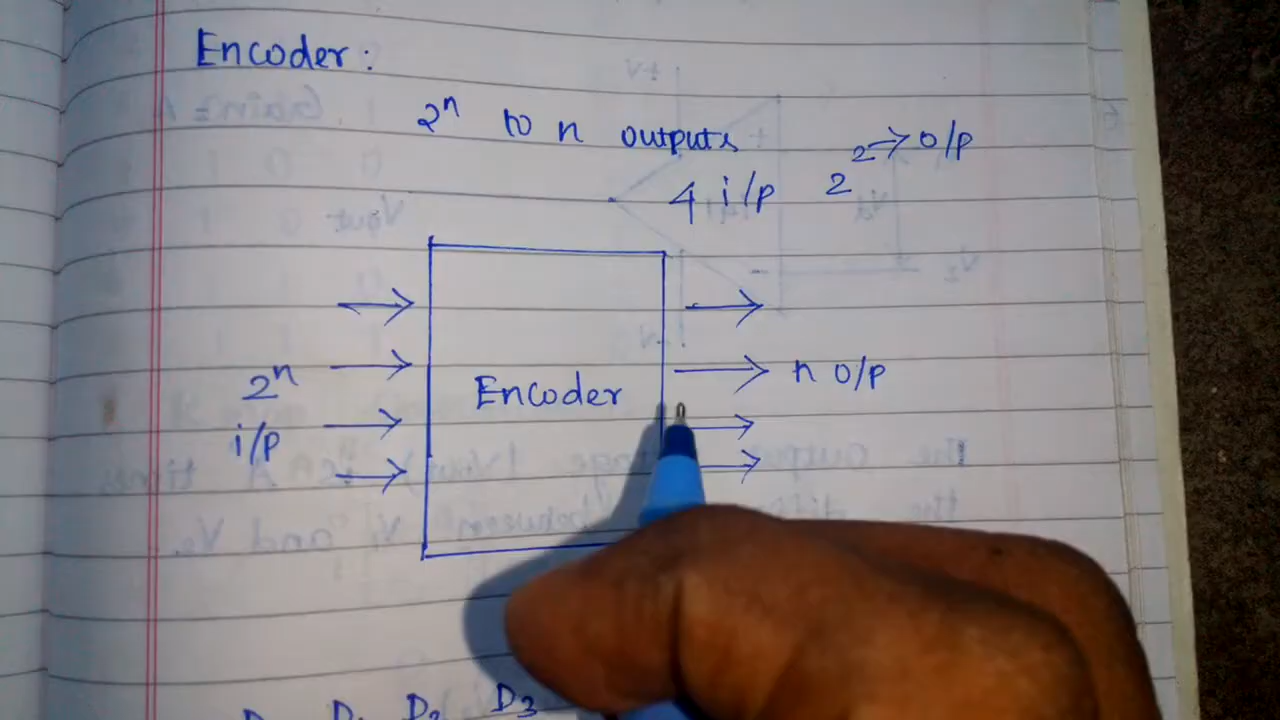 Encoder :
2ⁿ to n outputs
4 i/p 2² → o/p
2ⁿ
i/p
Encoder
n o/p
D₁ D₂ D₃